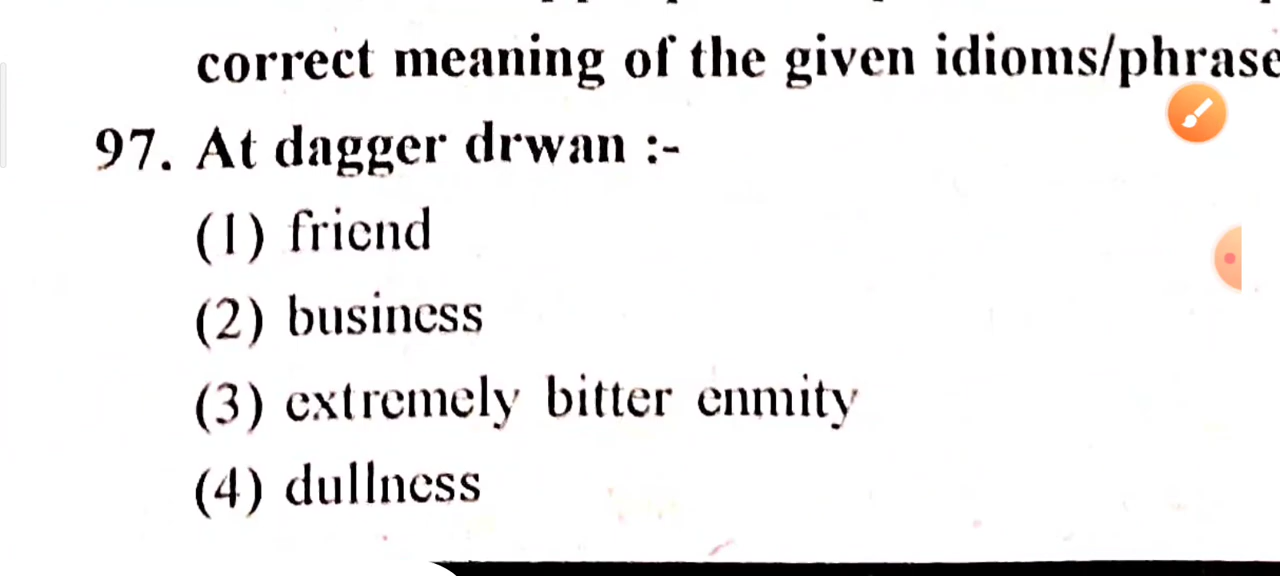 correct meaning of the given idioms/phrase
97. At dagger drwan :-
(1) friend
(2) business
(3) extremely bitter enmity
(4) dullness